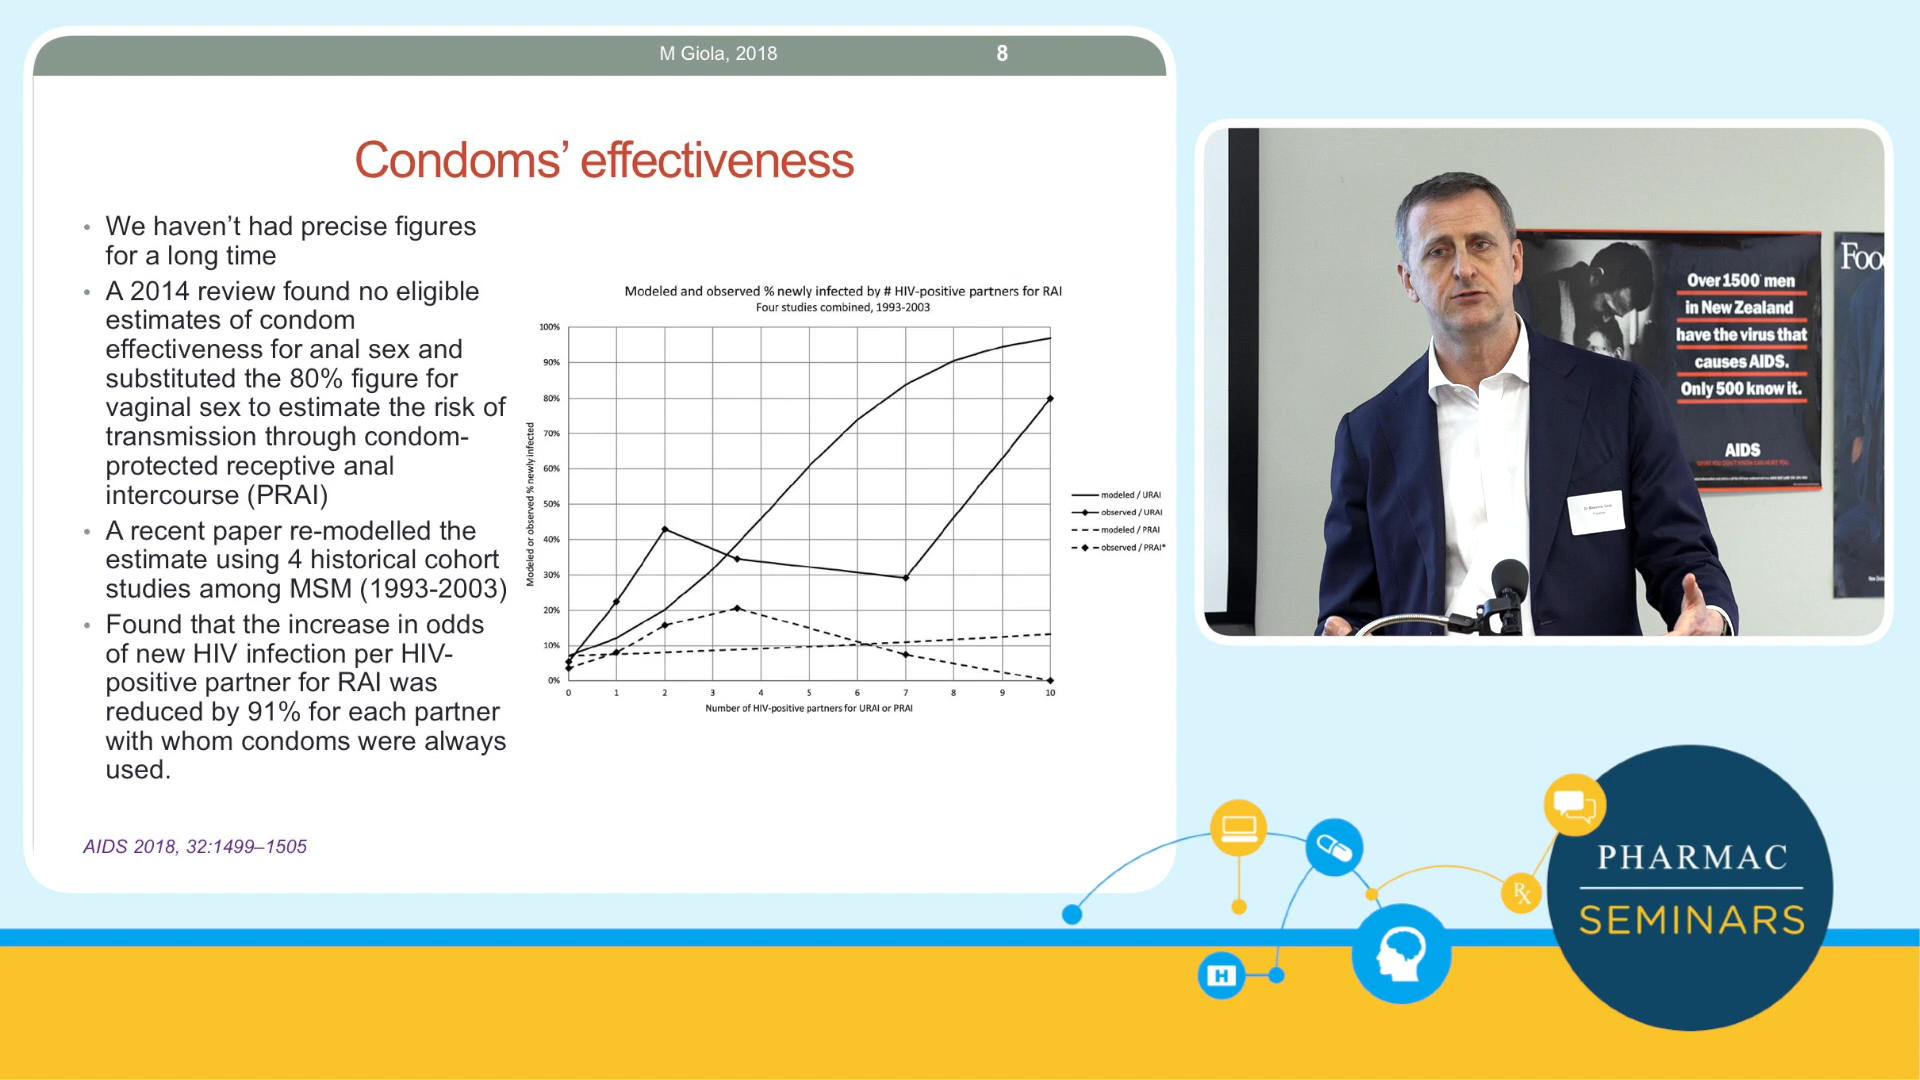 M Giola, 2018
8
Condoms’ effectiveness
• We haven’t had precise figures
for a long time
• A 2014 review found no eligible
estimates of condom
effectiveness for anal sex and
substituted the 80% figure for
vaginal sex to estimate the risk of
transmission through condom-
protected receptive anal
intercourse (PRAI)
• A recent paper re-modelled the
estimate using 4 historical cohort
studies among MSM (1993-2003)
• Found that the increase in odds
of new HIV infection per HIV-
positive partner for RAI was
reduced by 91% for each partner
with whom condoms were always
used.
AIDS 2018, 32:1499–1505
Modeled and observed % newly infected by # HIV-positive partners for RAI
Four studies combined, 1993-2003
Modeled or observed % newly infected
100%
90%
80%
70%
60%
50%
40%
30%
20%
10%
0%
0 1 2 3 4 5 6 7 8 9 10
Number of HIV-positive partners for URAI or PRAI
modeled / URAI
observed / URAI
modeled / PRAI
observed / PRAI*
Over 1500 men
in New Zealand
have the virus that
causes AIDS.
Only 500 know it.
AIDS
Foo
PHARMAC
SEMINARS
Rx
H